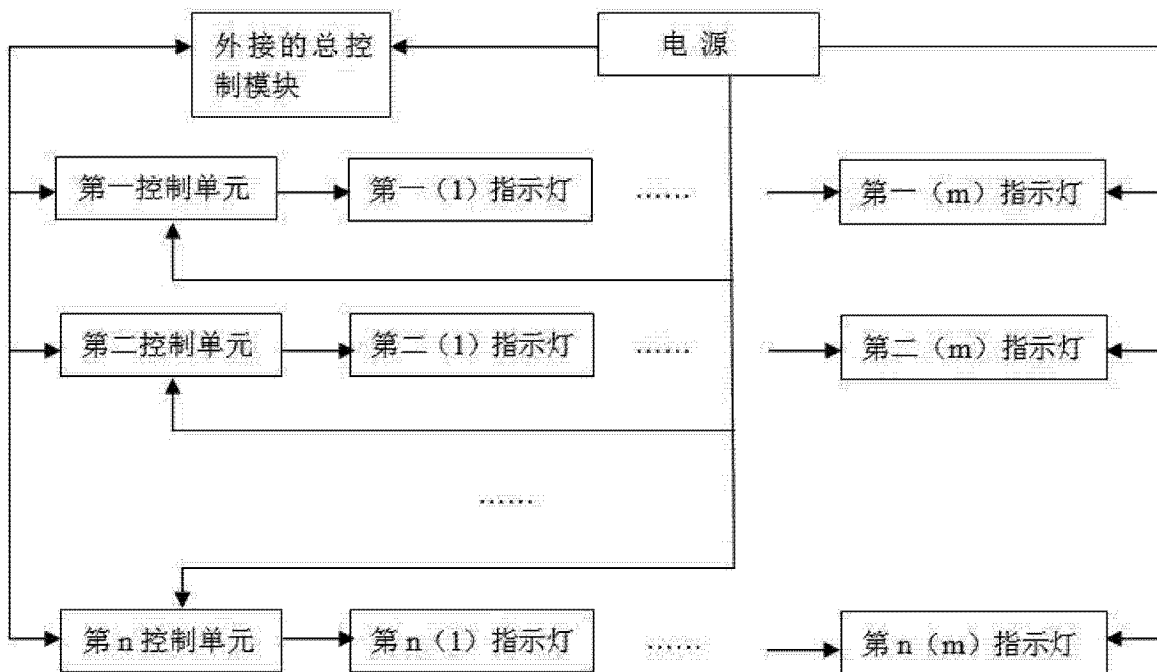 外接的总控
制模块
电 源
第一控制单元
第一（1）指示灯
……
第一（m）指示灯
第二控制单元
第二（1）指示灯
……
第二（m）指示灯
……
第n控制单元
第n（1）指示灯
……
第n（m）指示灯